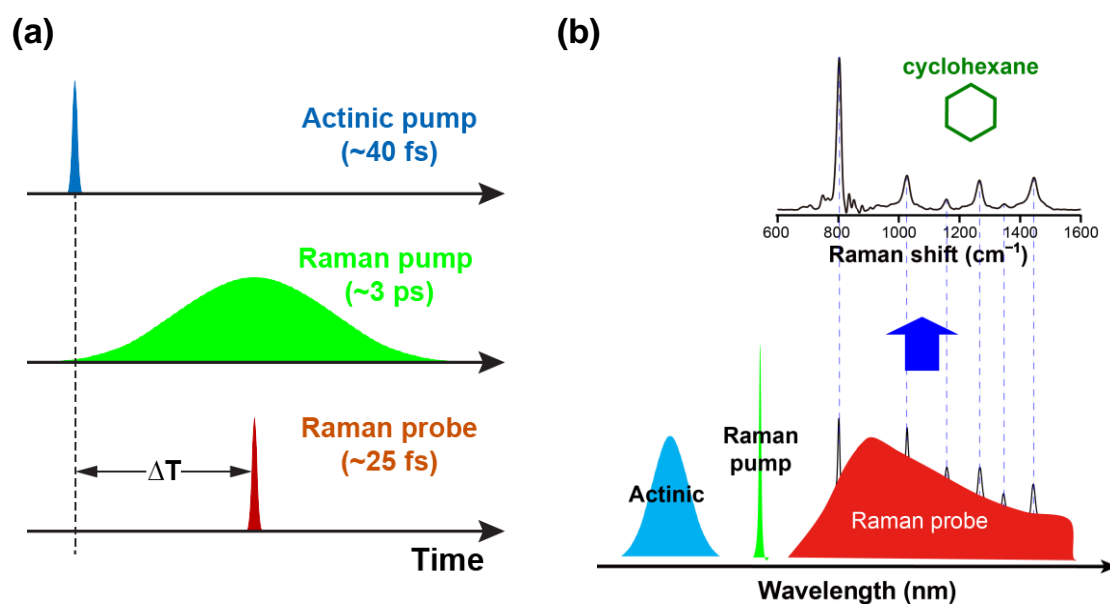 (a)
Actinic pump
(~40 fs)
Raman pump
(~3 ps)
Raman probe
(~25 fs)
ΔT
Time
(b)
cyclohexane
600 800 1000 1200 1400 1600
Raman shift (cm⁻¹)
Raman
pump
Actinic
Raman probe
Wavelength (nm)